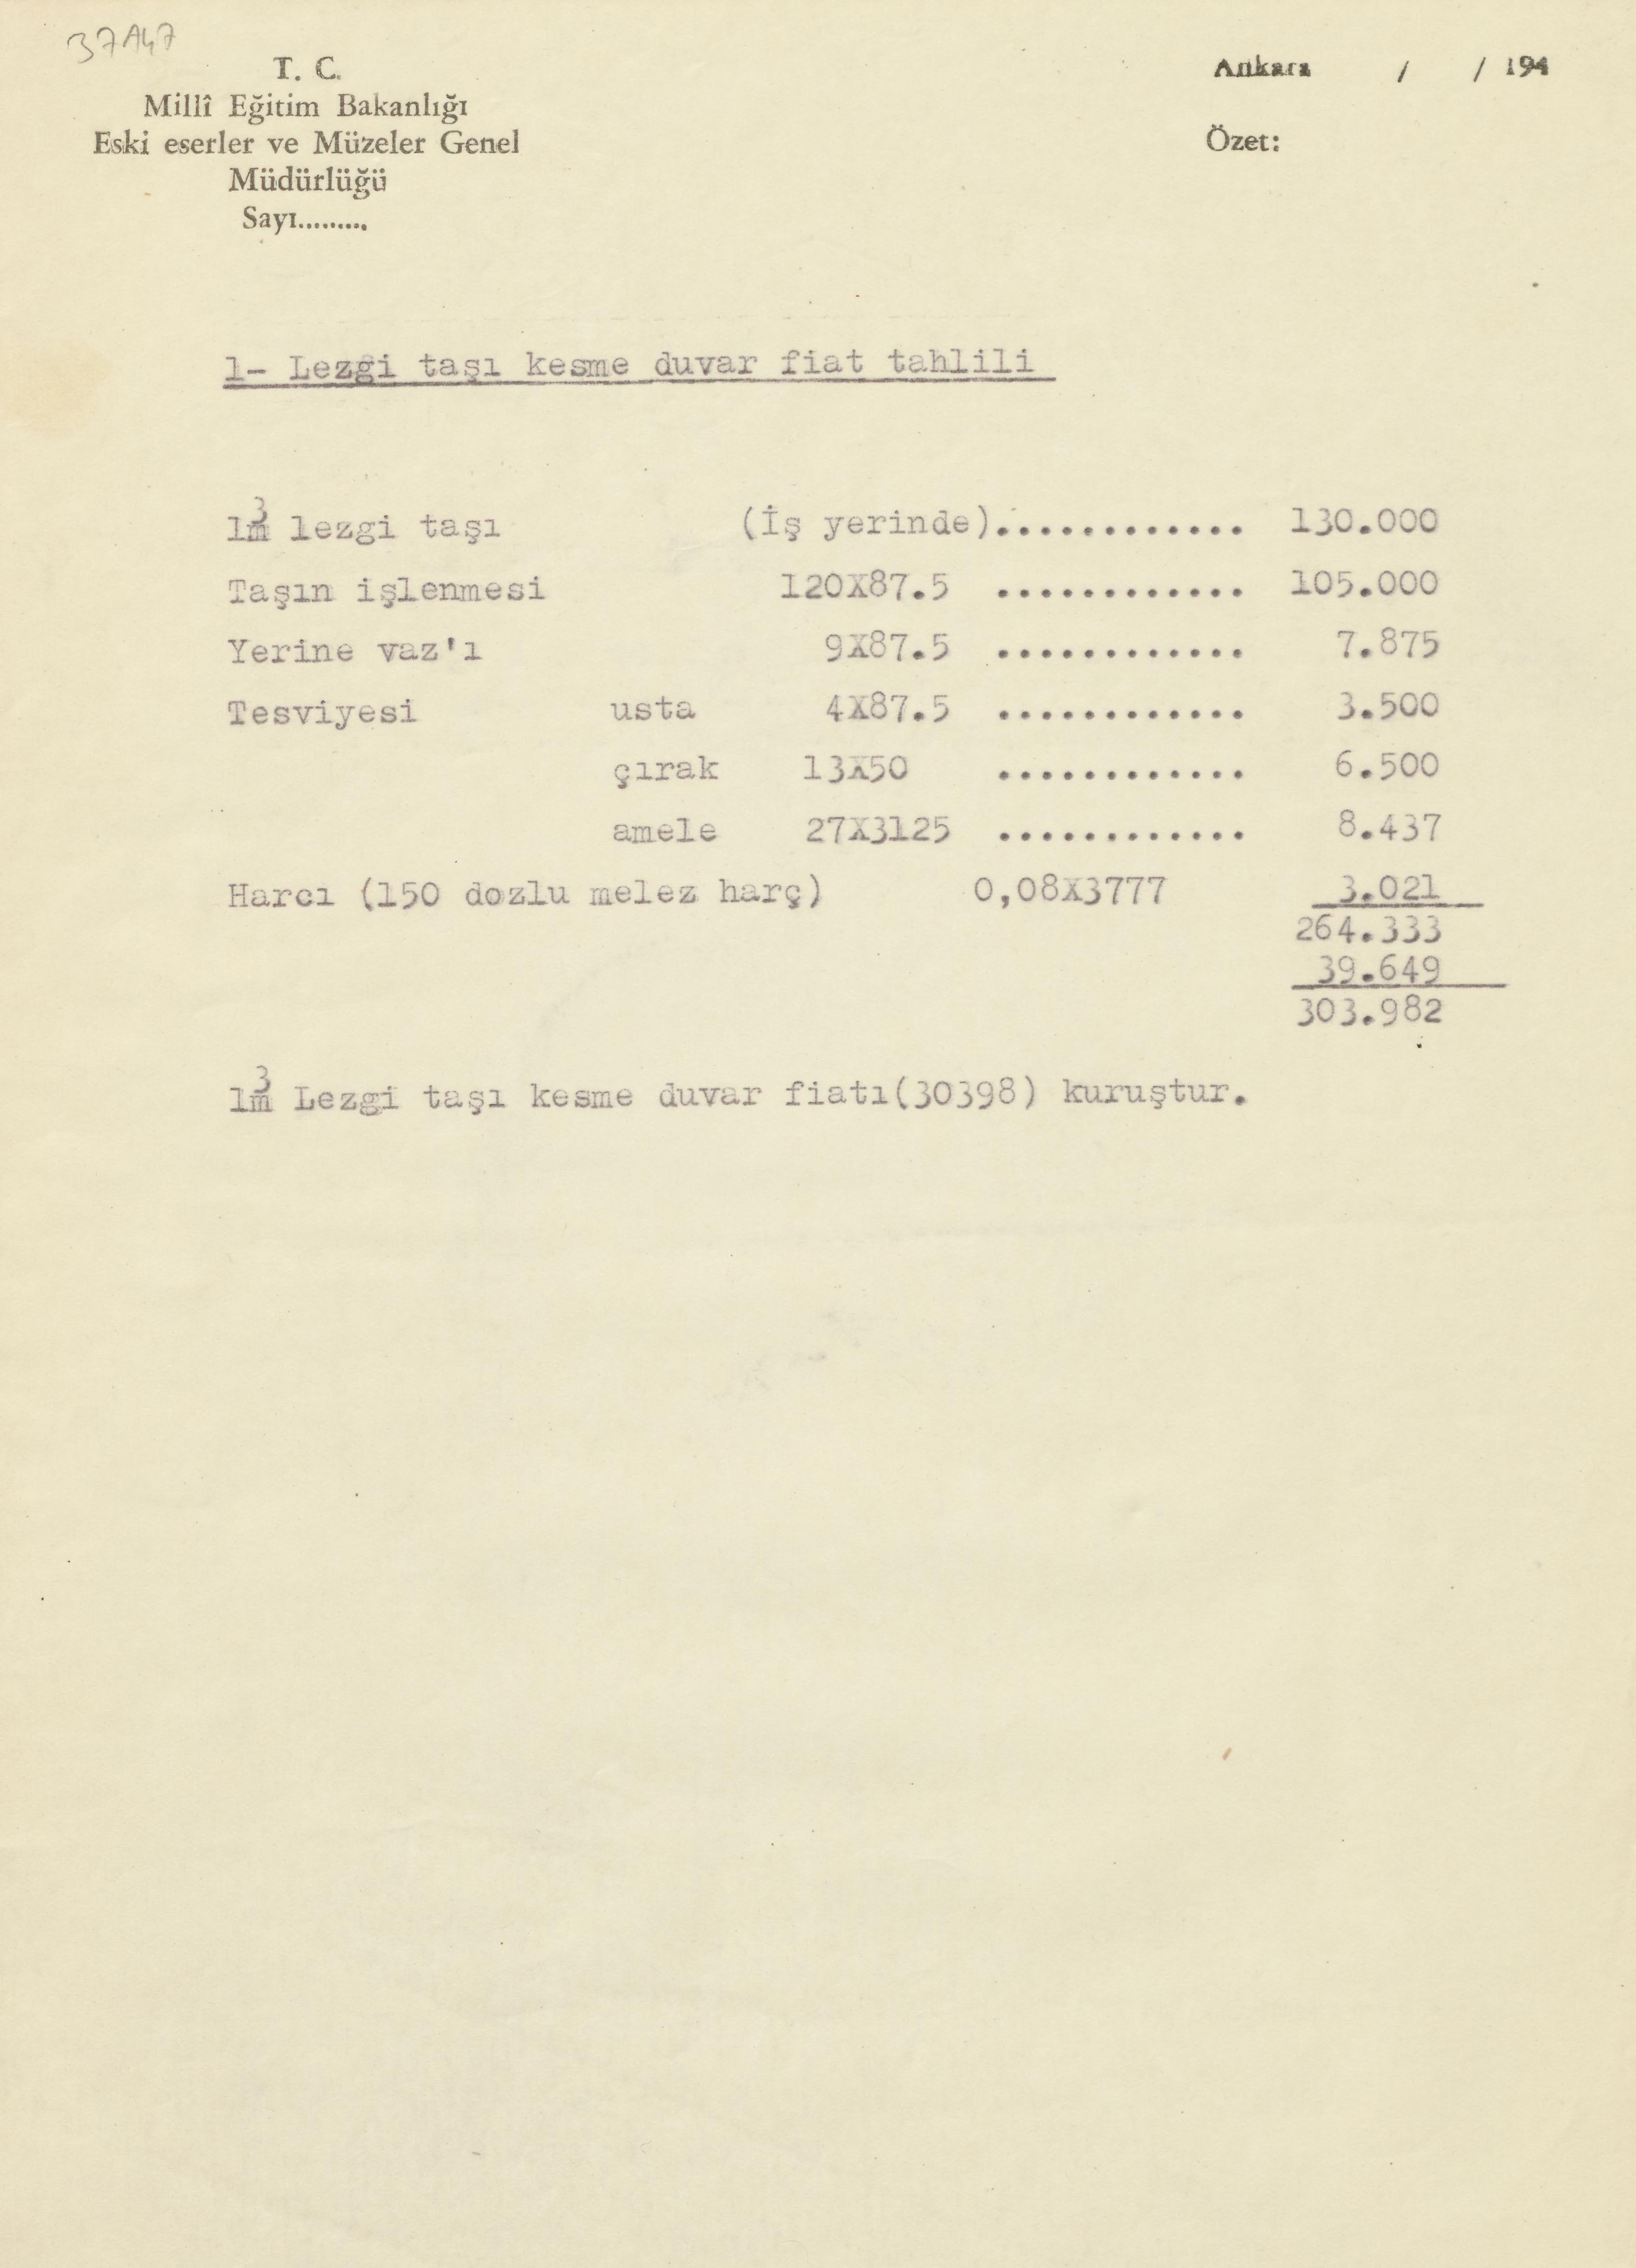 37A47
T. C.
Millî Eğitim Bakanlığı
Eski eserler ve Müzeler Genel
Müdürlüğü
Sayı.........
Ankara / / 194
Özet:
1- Lezgi taşı kesme duvar fiat tahlili
1m³ lezgi taşı (İş yerinde)............ 130.000
Taşın işlenmesi 120X87.5 ............ 105.000
Yerine vaz'ı 9X87.5 ............ 7.875
Tesviyesi usta 4X87.5 ............ 3.500
çırak 13X50 ............ 6.500
amele 27X3125 ............ 8.437
Harcı (150 dozlu melez harç) 0,08X3777 3.021
264.333
39.649
303.982
1m³ Lezgi taşı kesme duvar fiatı(30398) kuruştur.